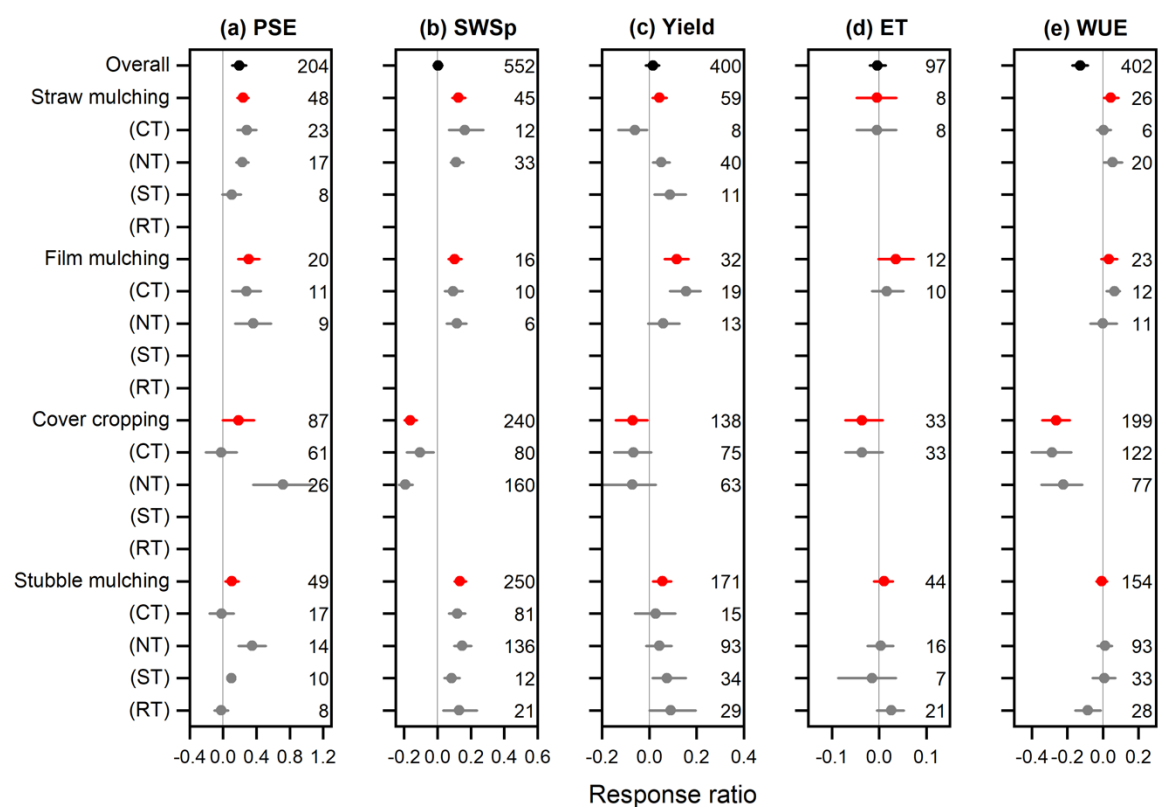 (a) PSE (b) SWSp (c) Yield (d) ET (e) WUE
Overall 204 552 400 97 402
Straw mulching 48 45 59 8 26
(CT) 23 12 8 8 6
(NT) 17 33 40 20
(ST) 8 11
(RT)
Film mulching 20 16 32 12 23
(CT) 11 10 19 10 12
(NT) 9 6 13 11
(ST)
(RT)
Cover cropping 87 240 138 33 199
(CT) 61 80 75 33 122
(NT) 26 160 63 77
(ST)
(RT)
Stubble mulching 49 250 171 44 154
(CT) 17 81 15
(NT) 14 136 93 16 93
(ST) 10 12 34 7 33
(RT) 8 21 29 21 28
-0.4 0.0 0.4 0.8 1.2 -0.2 0.0 0.2 0.4 0.6 -0.2 0.0 0.2 0.4 -0.1 0.0 0.1 -0.4 -0.2 0.0 0.2
Response ratio